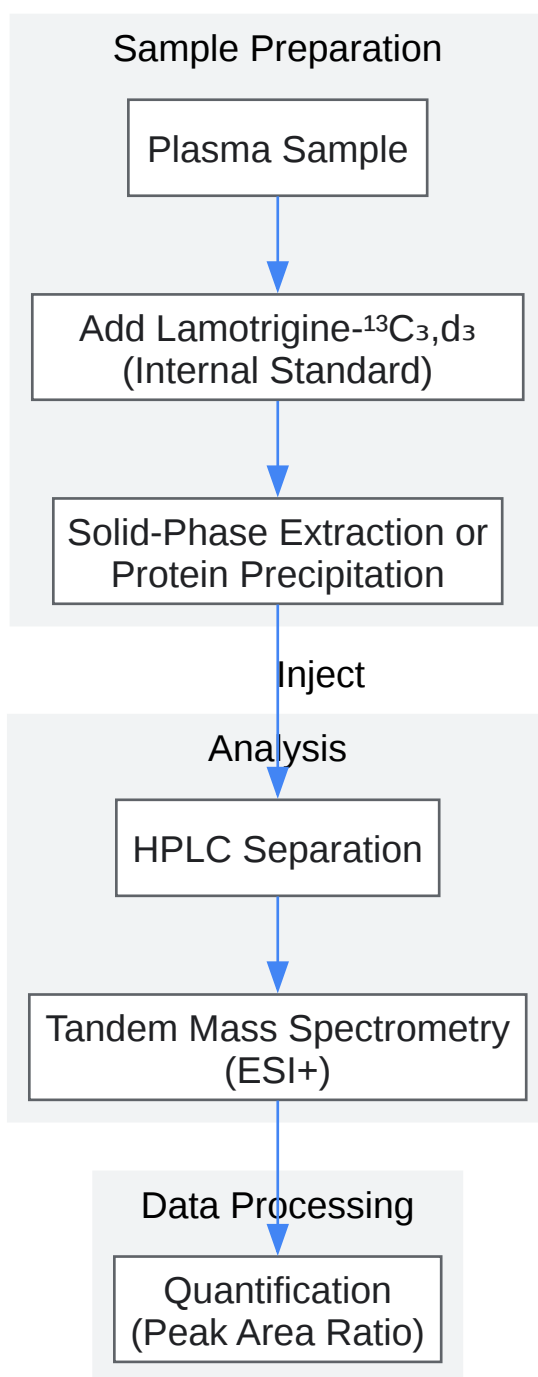 Sample Preparation
Plasma Sample
Add Lamotrigine-¹³C₃,d₃
(Internal Standard)
Solid-Phase Extraction or
Protein Precipitation
Inject
Analysis
HPLC Separation
Tandem Mass Spectrometry
(ESI+)
Data Processing
Quantification
(Peak Area Ratio)